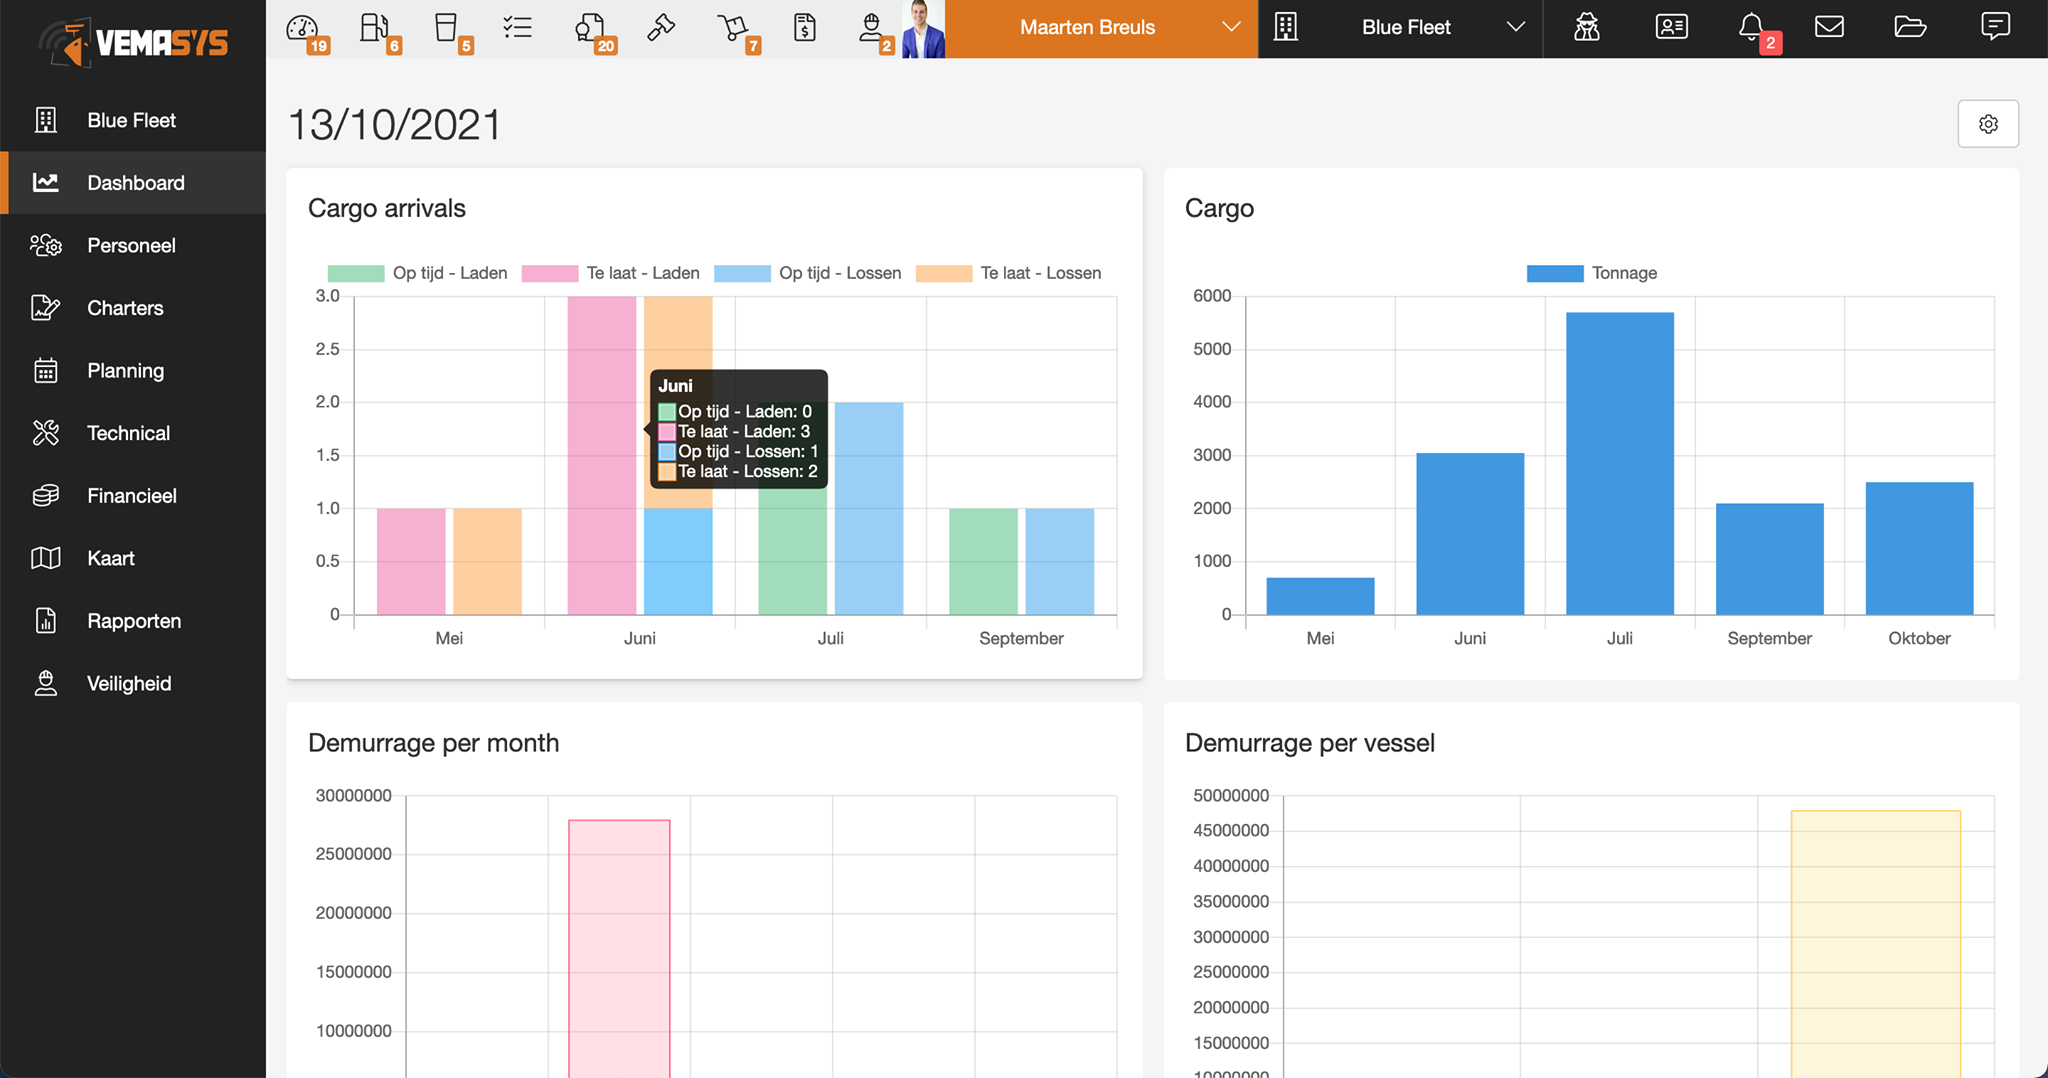 VEMASYS
19
6
5
20
7
2
Maarten Breuls
Blue Fleet
2
Blue Fleet
Dashboard
Personeel
Charters
Planning
Technical
Financieel
Kaart
Rapporten
Veiligheid
13/10/2021
Cargo arrivals
Op tijd - Laden
Te laat - Laden
Op tijd - Lossen
Te laat - Lossen
3.0
2.5
2.0
1.5
1.0
0.5
0
Juni
Op tijd - Laden: 0
Te laat - Laden: 3
Op tijd - Lossen: 1
Te laat - Lossen: 2
Mei
Juni
Juli
September
Cargo
Tonnage
6000
5000
4000
3000
2000
1000
0
Mei
Juni
Juli
September
Oktober
Demurrage per month
30000000
25000000
20000000
15000000
10000000
Demurrage per vessel
50000000
45000000
40000000
35000000
30000000
25000000
20000000
15000000
10000000